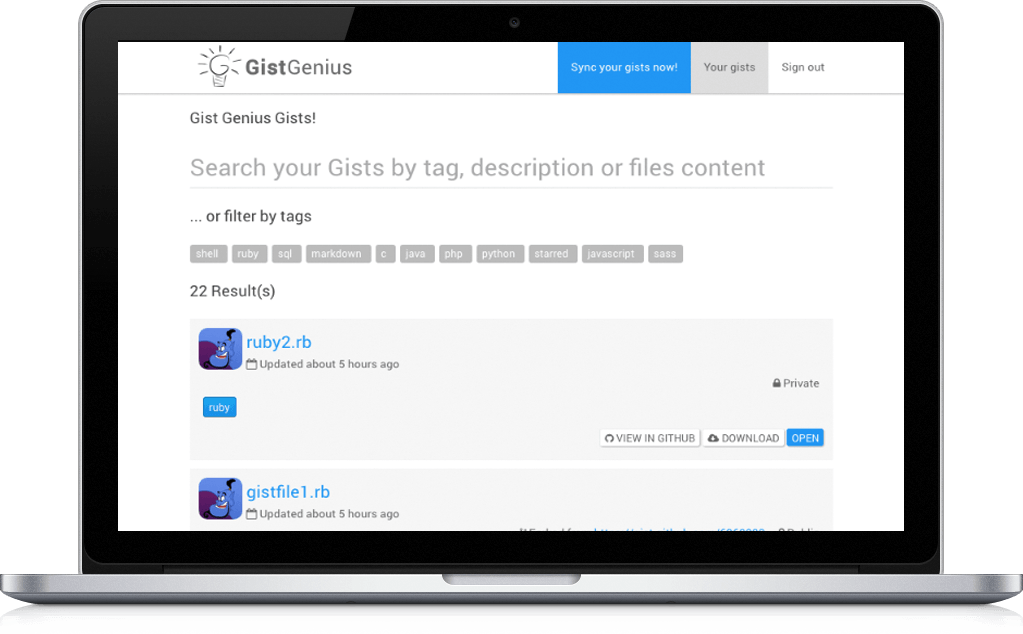 GistGenius
Sync your gists now! Your gists Sign out
Gist Genius Gists!
Search your Gists by tag, description or files content
... or filter by tags
shell ruby sql markdown c java php python starred javascript sass
22 Result(s)
ruby2.rb
Updated about 5 hours ago
Private
ruby
VIEW IN GITHUB DOWNLOAD OPEN
gistfile1.rb
Updated about 5 hours ago